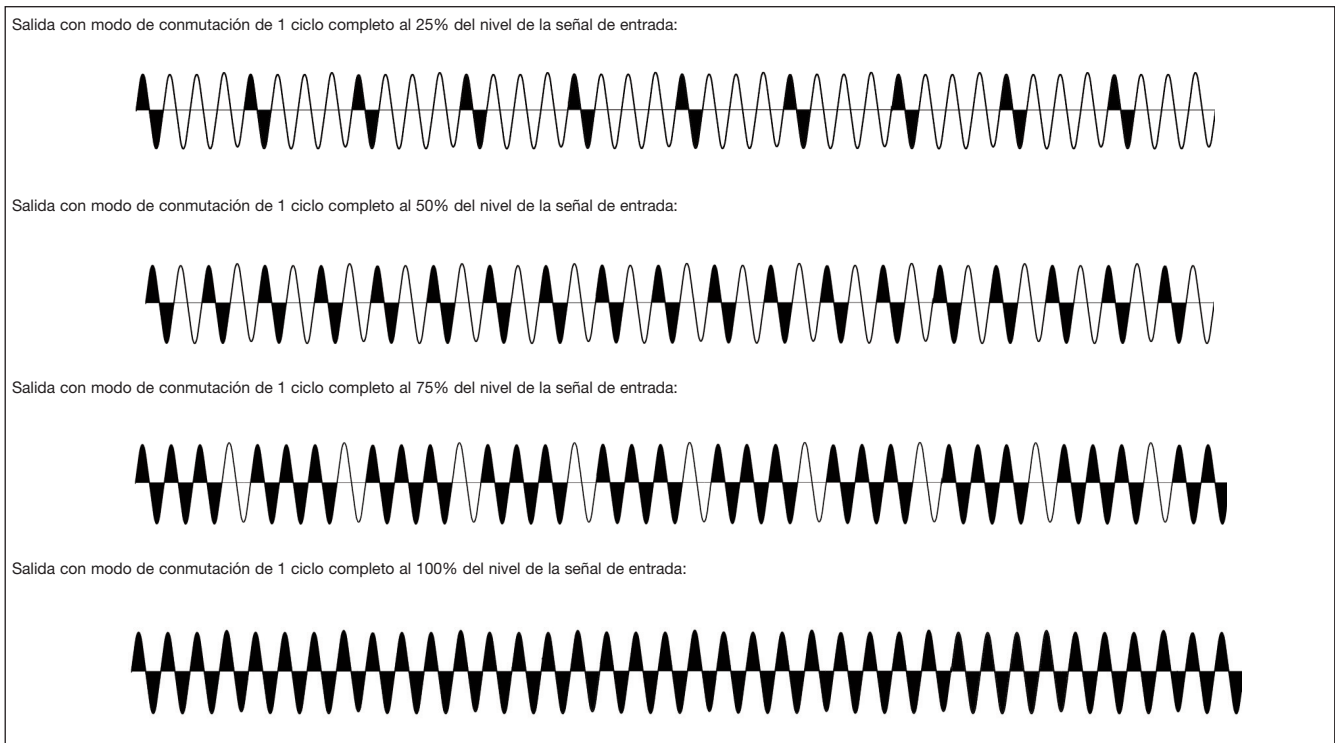 Salida con modo de conmutación de 1 ciclo completo al 25% del nivel de la señal de entrada:
Salida con modo de conmutación de 1 ciclo completo al 50% del nivel de la señal de entrada:
Salida con modo de conmutación de 1 ciclo completo al 75% del nivel de la señal de entrada:
Salida con modo de conmutación de 1 ciclo completo al 100% del nivel de la señal de entrada: